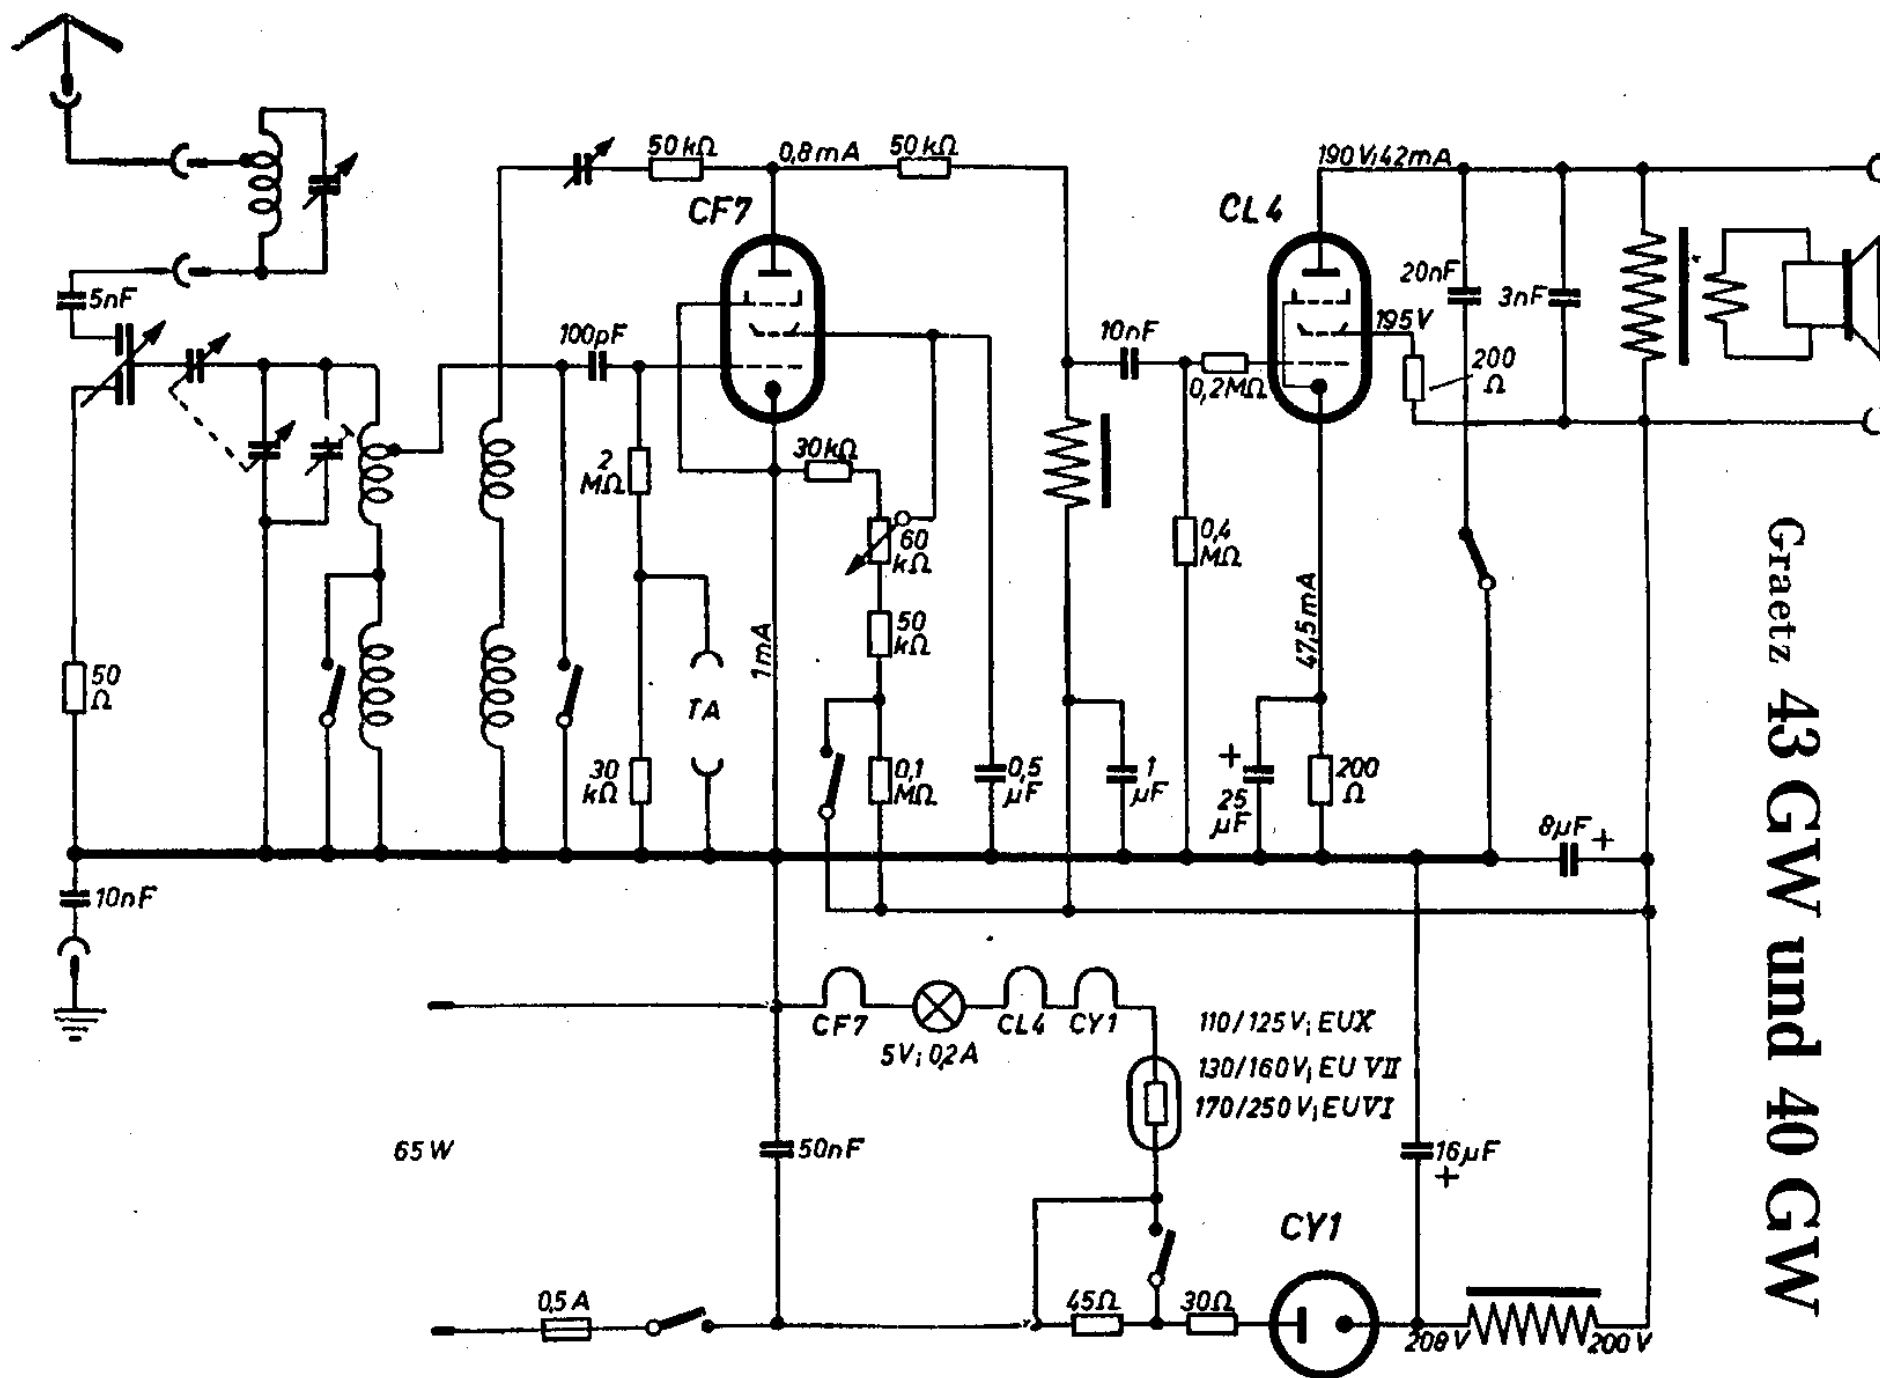 50kΩ
0,8mA
50kΩ
190V;42mA
CF7
CL4
5nF
20nF
3nF
100pF
10nF
195V
200
Ω
0,2MΩ
2
MΩ
30kΩ
60
kΩ
0,4
MΩ
50
kΩ
50
Ω
1mA
47,5mA
TA
30
kΩ
0,1
MΩ
0,5
µF
1
µF
+
25
µF
200
Ω
8µF +
10nF
CF7
CL4
CY1
5V; 0,2A
110/125V; EUX
130/160V; EU VII
170/250V; EUVI
65W
50nF
16µF
+
CY1
0,5A
45Ω
30Ω
208V
200V
Graetz 43 GW und 40 GW